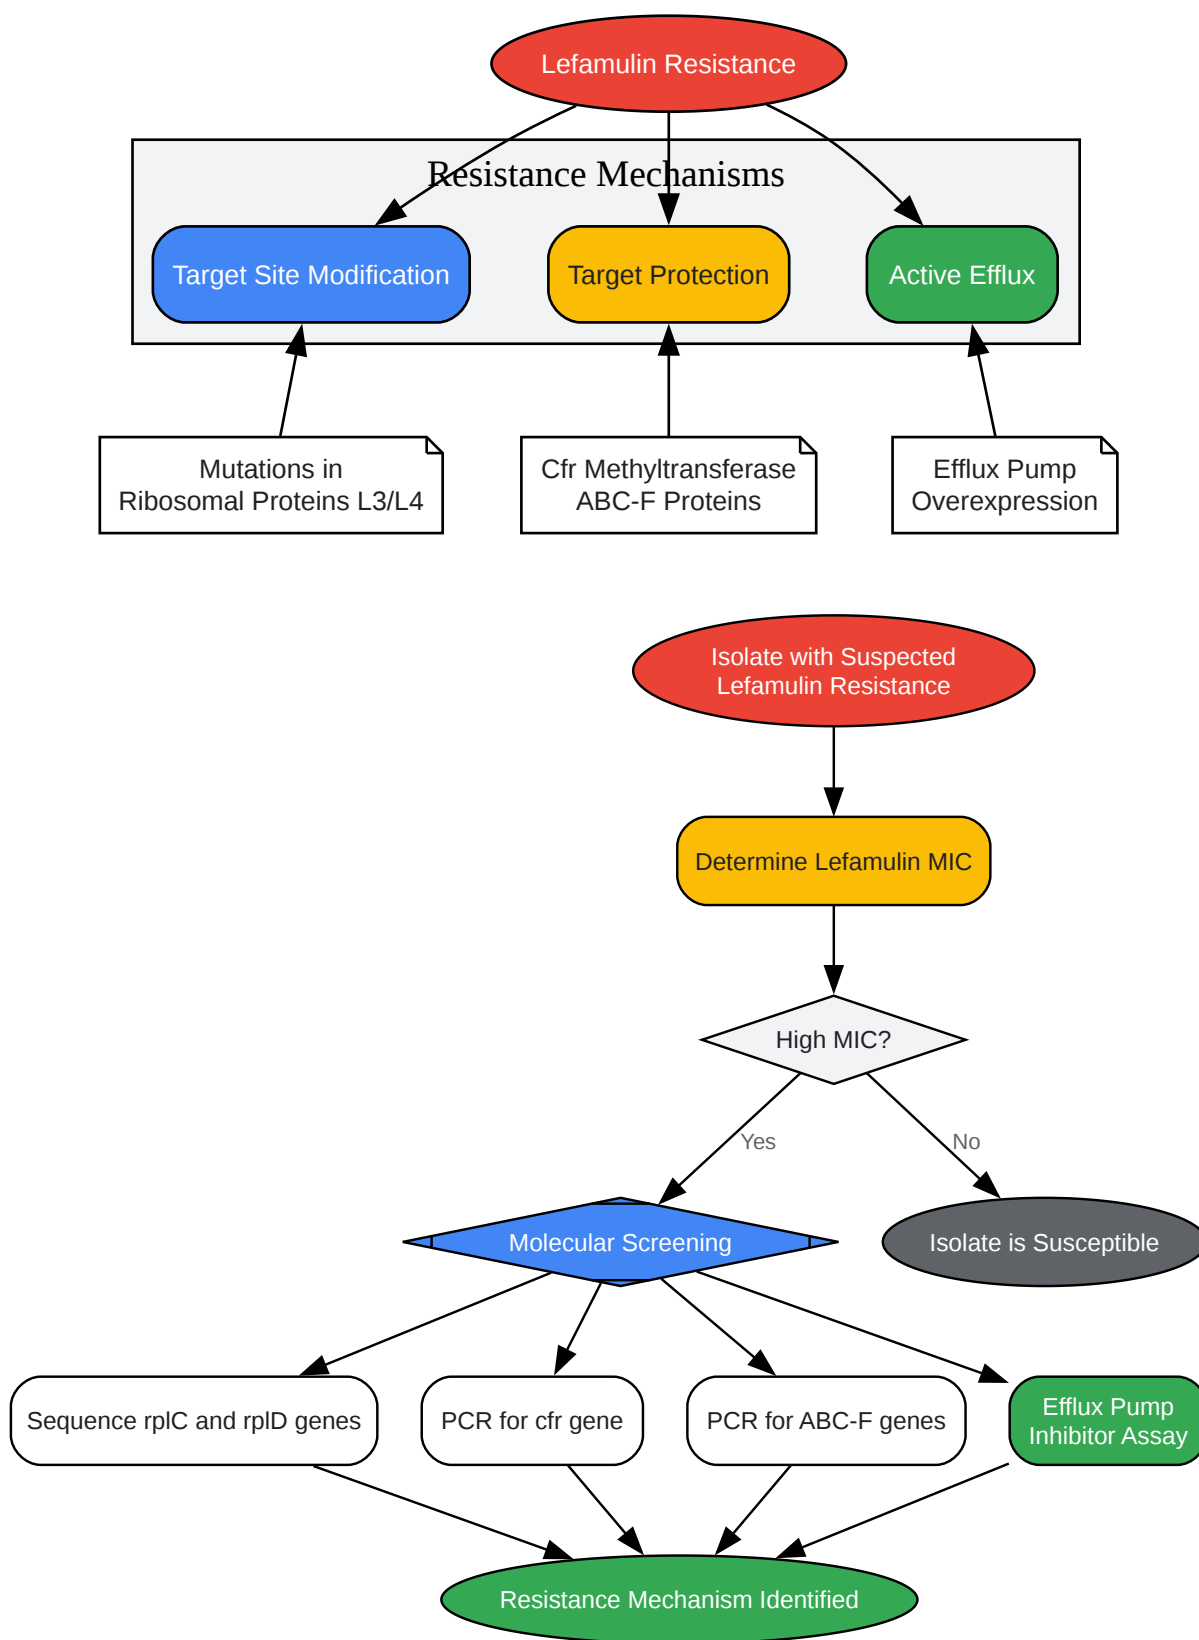 Lefamulin Resistance
Resistance Mechanisms
Target Site Modification
Target Protection
Active Efflux
Mutations in
Ribosomal Proteins L3/L4
Cfr Methyltransferase
ABC-F Proteins
Efflux Pump
Overexpression
Isolate with Suspected
Lefamulin Resistance
Determine Lefamulin MIC
High MIC?
Yes
No
Molecular Screening
Isolate is Susceptible
Sequence rplC and rplD genes
PCR for cfr gene
PCR for ABC-F genes
Efflux Pump
Inhibitor Assay
Resistance Mechanism Identified